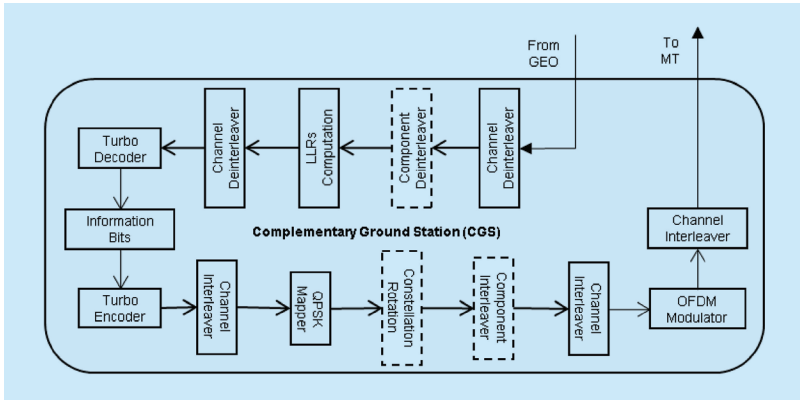 From
GEO
To
MT
Turbo
Decoder
Channel
Deinterleaver
LLRs
Computation
Component
Deinterleaver
Channel
Deinterleaver
Information
Bits
Complementary Ground Station (CGS)
Channel
Interleaver
Turbo
Encoder
Channel
Interleaver
QPSK
Mapper
Constellation
Rotation
Component
Interleaver
Channel
Interleaver
OFDM
Modulator